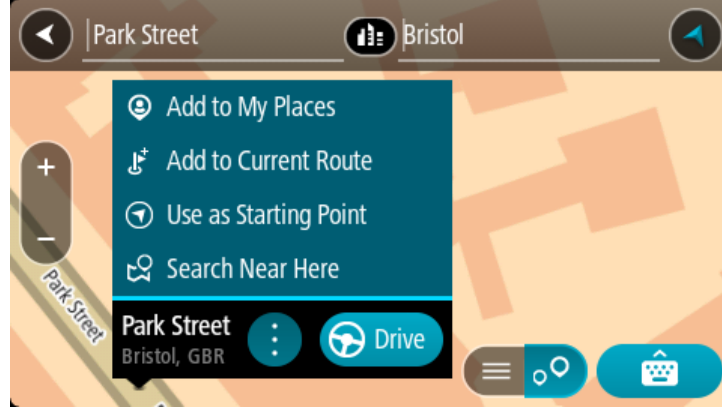 Park Street
Bristol
Add to My Places
Add to Current Route
Use as Starting Point
Search Near Here
Park Street
Bristol, GBR
Drive
+
−
Park Street